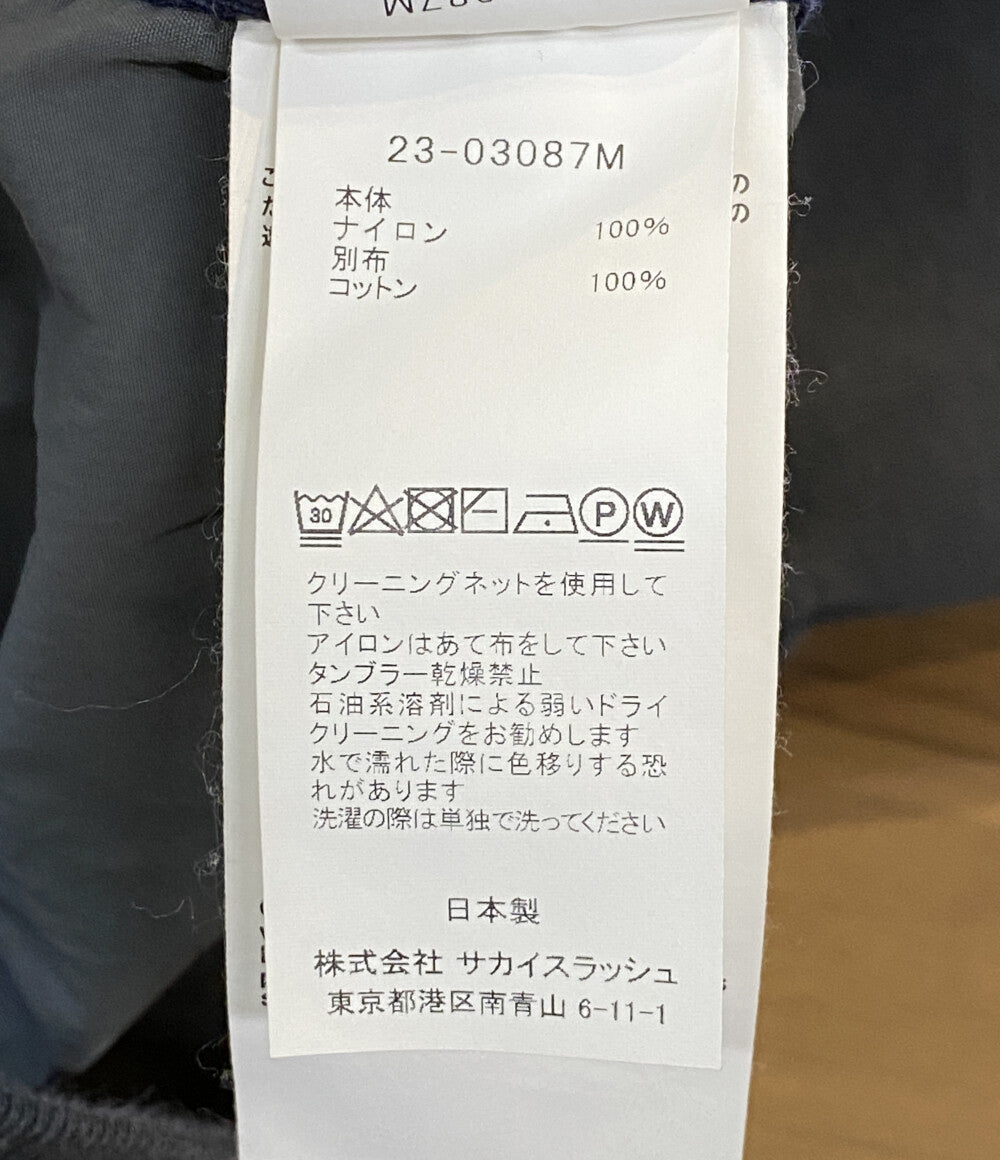 23-03087M
本体
ナイロン 100%
別布
コットン 100%
30
P W
クリーニングネットを使用して
下さい
アイロンはあて布をして下さい
タンブラー乾燥禁止
石油系溶剤による弱いドライ
クリーニングをお勧めします
水で濡れた際に色移りする恐
れがあります
洗濯の際は単独で洗ってください
日本製
株式会社 サカイスラッシュ
東京都港区南青山 6-11-1